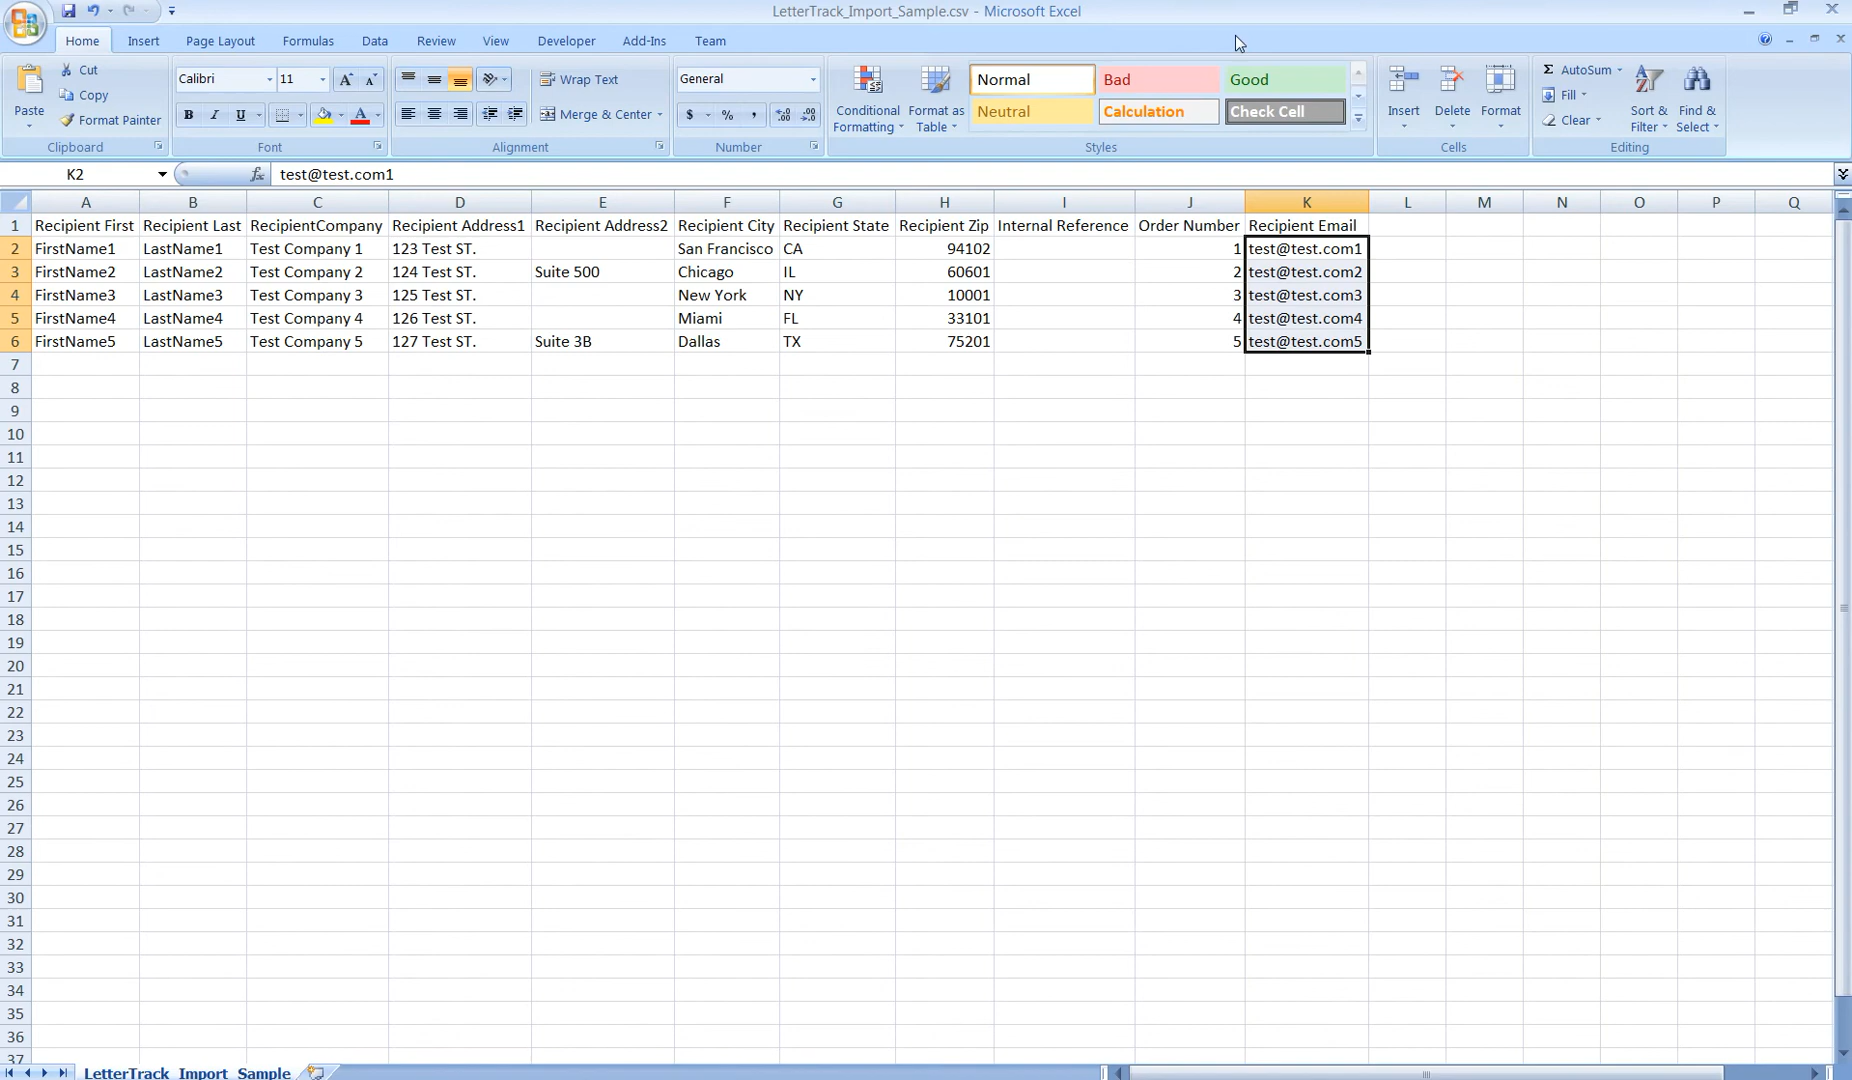 LetterTrack_Import_Sample.csv - Microsoft Excel
Home Insert Page Layout Formulas Data Review View Developer Add-Ins Team
Paste Cut Calibri 11 Wrap Text General Conditional Formatting Format as Table Normal Bad Good Insert Delete Format AutoSum Sort & Filter Find & Select
Copy Merge & Center $ % , Neutral Calculation Check Cell Fill
Format Painter B I U A Clear
Clipboard Font Alignment Number Styles Cells Editing
K2 fx test@test.com1
A B C D E F G H I J K L M N O P Q
1 Recipient First Recipient Last RecipientCompany Recipient Address1 Recipient Address2 Recipient City Recipient State Recipient Zip Internal Reference Order Number Recipient Email
2 FirstName1 LastName1 Test Company 1 123 Test ST. San Francisco CA 94102 1 test@test.com1
3 FirstName2 LastName2 Test Company 2 124 Test ST. Suite 500 Chicago IL 60601 2 test@test.com2
4 FirstName3 LastName3 Test Company 3 125 Test ST. New York NY 10001 3 test@test.com3
5 FirstName4 LastName4 Test Company 4 126 Test ST. Miami FL 33101 4 test@test.com4
6 FirstName5 LastName5 Test Company 5 127 Test ST. Suite 3B Dallas TX 75201 5 test@test.com5
7
8
9
10
11
12
13
14
15
16
17
18
19
20
21
22
23
24
25
26
27
28
29
30
31
32
33
34
35
36
37
LetterTrack_Import_Sample